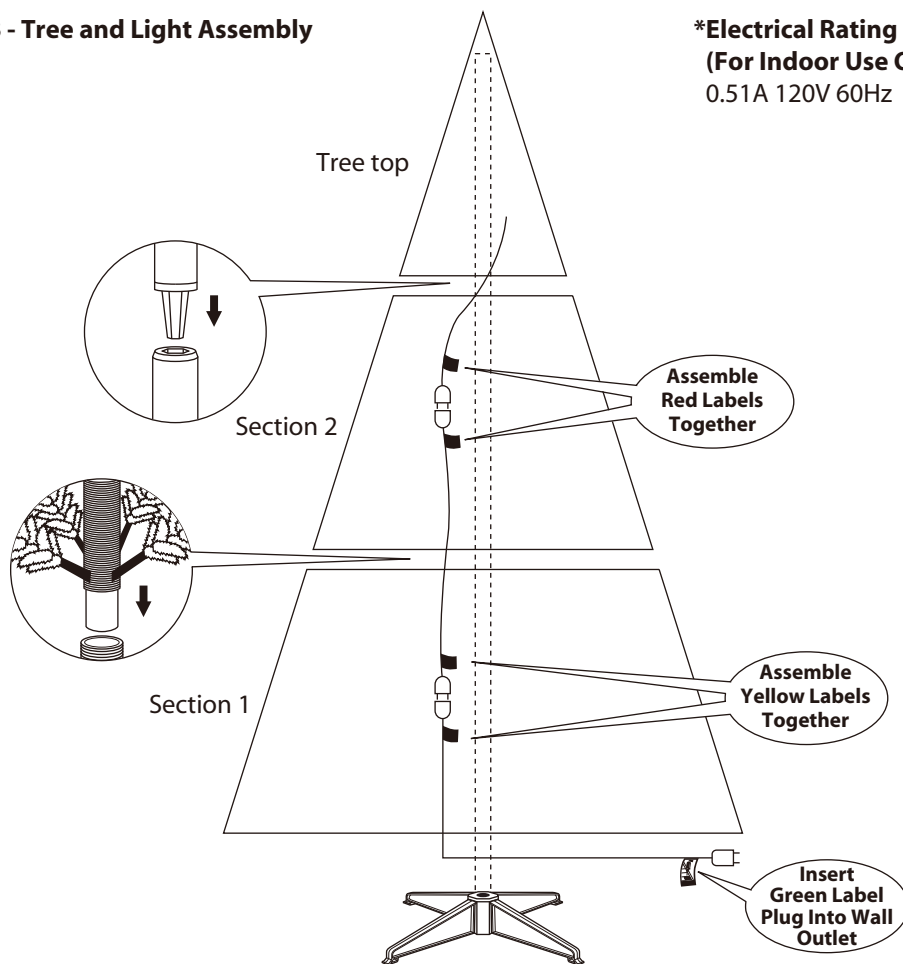 - Tree and Light Assembly
*Electrical Rating
(For Indoor Use
0.51A 120V 60Hz
Tree top
Assemble
Red Labels
Together
Section 2
Assemble
Yellow Labels
Together
Section 1
Insert
Green Label
Plug Into Wall
Outlet